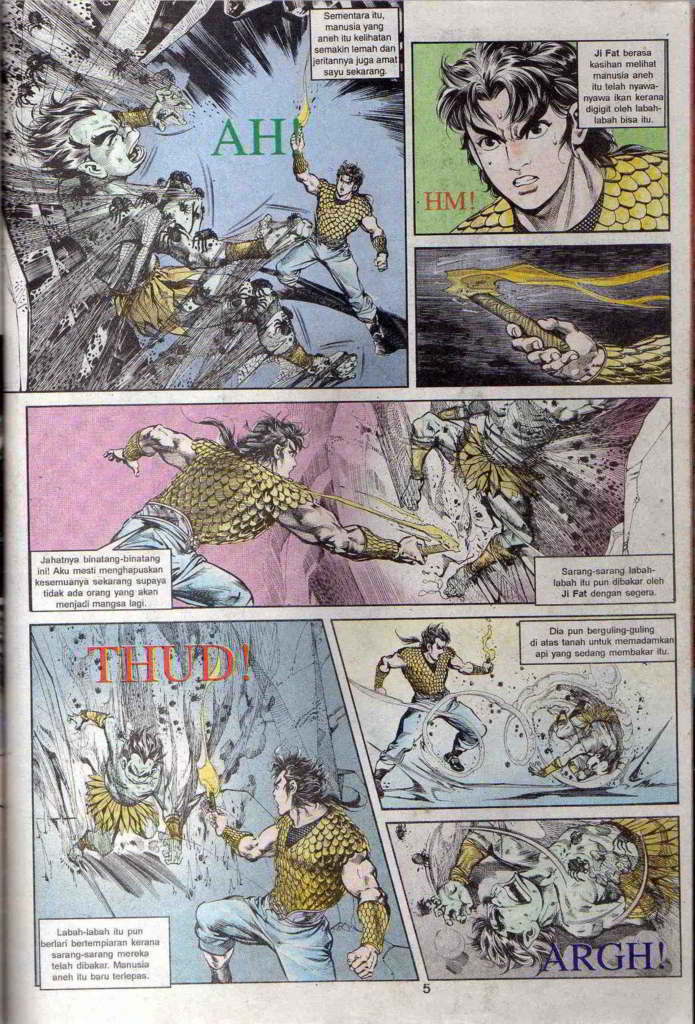 Sementara itu,
manusia yang
aneh itu kelihatan
semakin lemah dan
jeritannya juga amat
sayu sekarang.
AH!
Ji Fat berasa
kasihan melihat
manusia aneh
itu telah nyawa-
nyawa ikan kerana
digigit oleh labah-
labah bisa itu.
HM!
Jahatnya binatang-binatang
ini! Aku mesti menghapuskan
kesemuanya sekarang supaya
tidak ada orang yang akan
menjadi mangsa lagi.
Sarang-sarang labah-
labah itu pun dibakar oleh
Ji Fat dengan segera.
THUD!
Labah-labah itu pun
berlari bertempiaran kerana
sarang-sarang mereka
telah dibakar. Manusia
aneh itu baru terlepas.
Dia pun berguling-guling
di atas tanah untuk memadamkan
api yang sedang membakar itu.
ARGH!
5